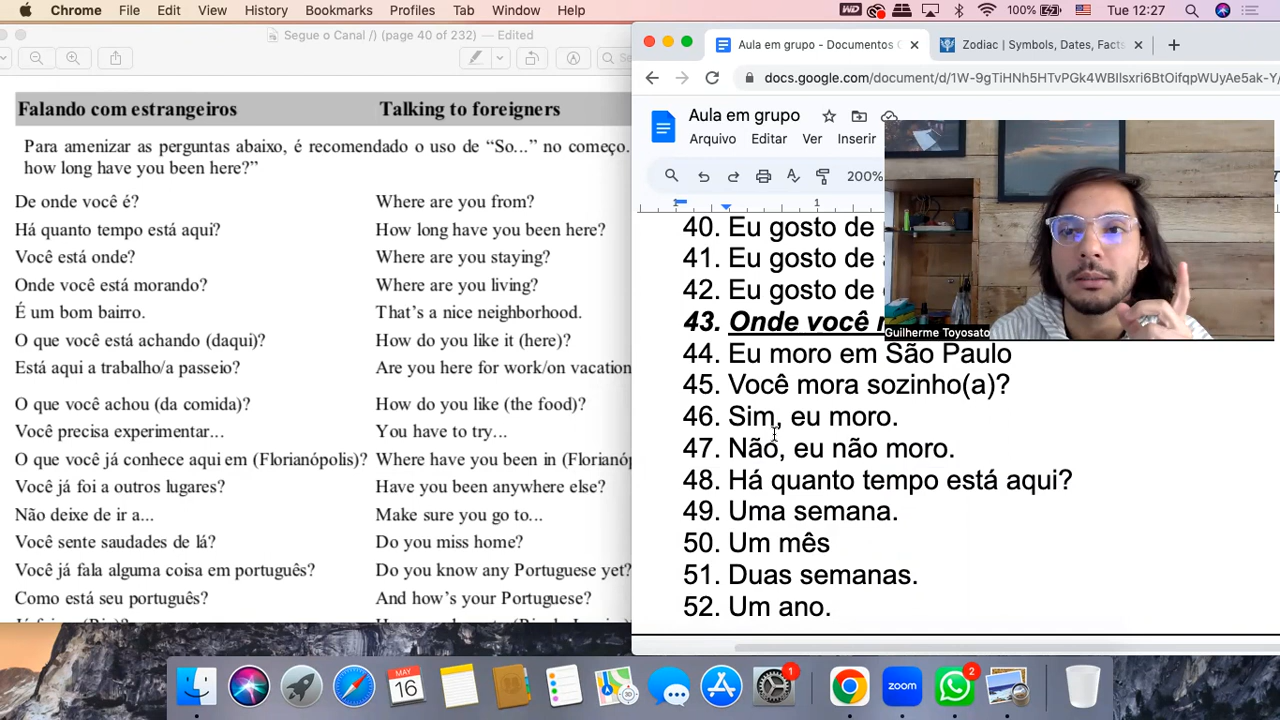 Chrome File Edit View History Bookmarks Profiles Tab Window Help
100% Tue 12:27
Segue o Canal /) (page 40 of 232) — Edited
Falando com estrangeiros Talking to foreigners
Para amenizar as perguntas abaixo, é recomendado o uso de “So...” no começo.
how long have you been here?”
De onde você é? Where are you from?
Há quanto tempo está aqui? How long have you been here?
Você está onde? Where are you staying?
Onde você está morando? Where are you living?
É um bom bairro. That’s a nice neighborhood.
O que você está achando (daqui)? How do you like it (here)?
Está aqui a trabalho/a passeio? Are you here for work/on vacation
O que você achou (da comida)? How do you like (the food)?
Você precisa experimentar... You have to try...
O que você já conhece aqui em (Florianópolis)? Where have you been in
Você já foi a outros lugares? Have you been anywhere else?
Não deixe de ir a... Make sure you go to...
Você sente saudades de lá? Do you miss home?
Você já fala alguma coisa em português? Do you know any Portuguese yet?
Como está seu português? And how’s your Portuguese?
Aula em grupo - Documentos
Zodiac | Symbols, Dates, Facts
Aula em grupo
Arquivo Editar Ver Inserir
200%
1 1
40. Eu gosto de
41. Eu gosto de
42. Eu gosto de
43. Onde você
44. Eu moro em São Paulo
45. Você mora sozinho(a)?
46. Sim, eu moro.
47. Não, eu não moro.
48. Há quanto tempo está aqui?
49. Uma semana.
50. Um mês
51. Duas semanas.
52. Um ano.
Guilherme Toyosato
MAY
16
zoom
1
2